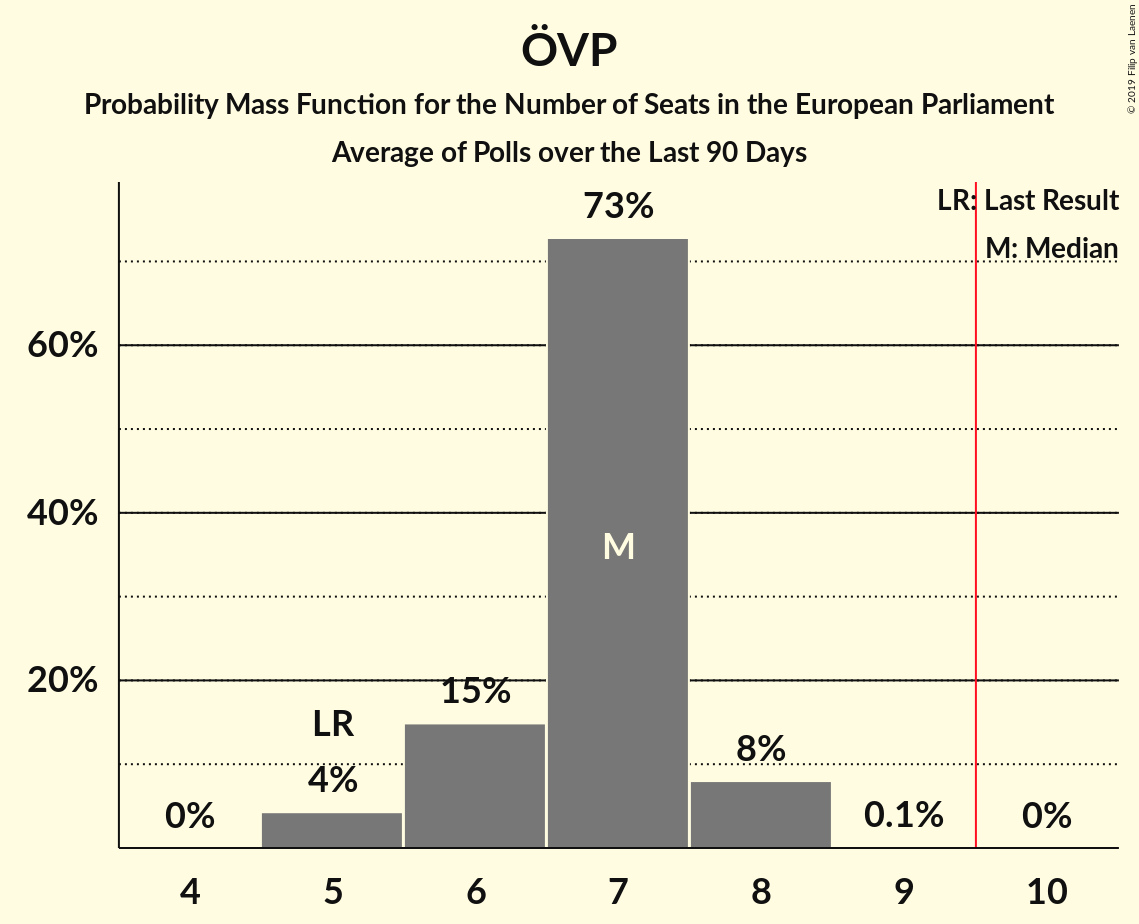 ÖVP
Probability Mass Function for the Number of Seats in the European Parliament
Average of Polls over the Last 90 Days
© 2019 Filip van Laenen
LR: Last Result
M: Median
73%
60%
40%
20%
M
15%
LR
4%
8%
0%
0.1%
0%
4 5 6 7 8 9 10